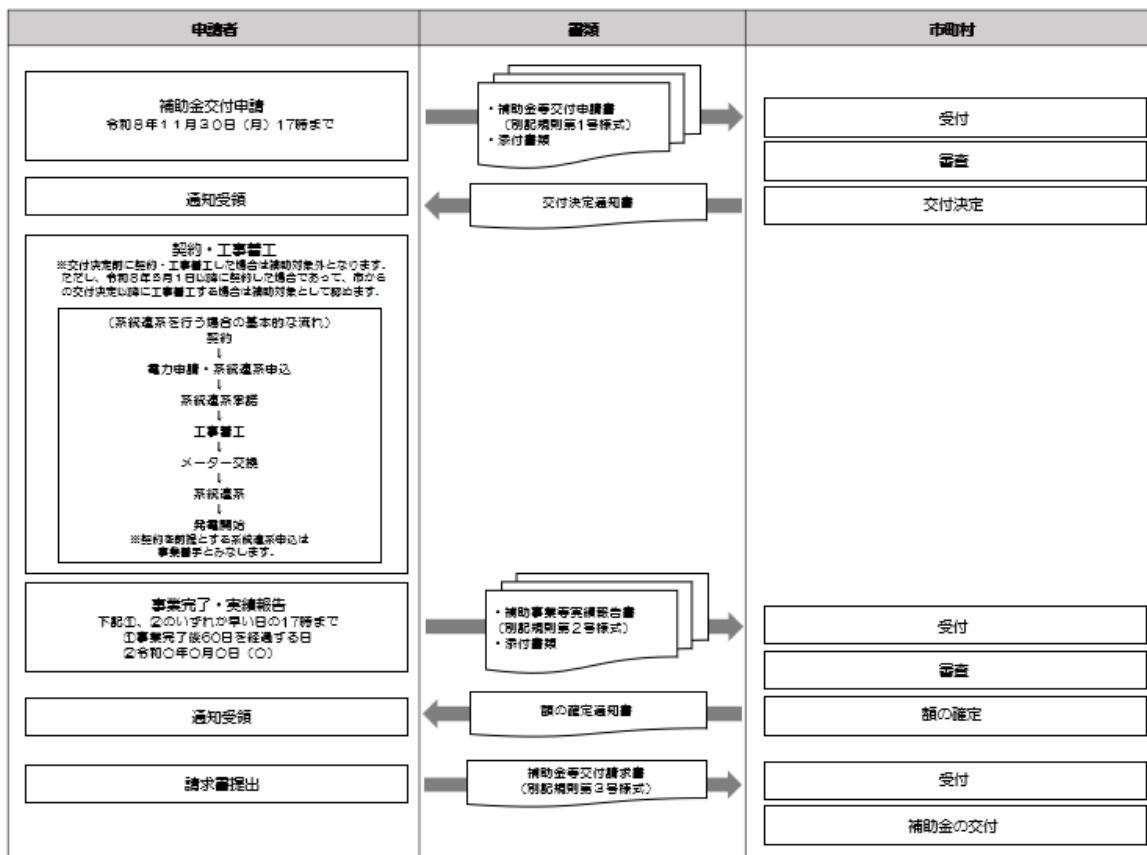 申請者
書類
市町村
補助金交付申請
令和8年11月30日(月)17時まで
・補助金等交付申請書
(別記規則第1号様式)
・添付書類
受付
審査
通知受領
交付決定通知書
交付決定
契約・工事着工
※交付決定前に契約・工事着工した場合は補助対象外となります。
ただし、令和8年5月1日以降に契約した場合であって、市から
の交付決定以降に工事着工する場合は補助対象として認めます。
(系統連系を行う場合の基本的な流れ)
契約
↓
電力申請・系統連系申込
↓
系統連系承諾
↓
工事着工
↓
メーター交換
↓
系統連系
↓
発電開始
※契約を前提とする系統連系申込は
事業着手とみなします。
事業完了・実績報告
下記①、②のいずれか早い日の17時まで
①事業完了後60日を経過する日
②令和〇年〇月〇日(〇)
・補助事業等実績報告書
(別記規則第2号様式)
・添付書類
受付
審査
通知受領
額の確定通知書
額の確定
請求書提出
補助金等交付請求書
(別記規則第3号様式)
受付
補助金の交付